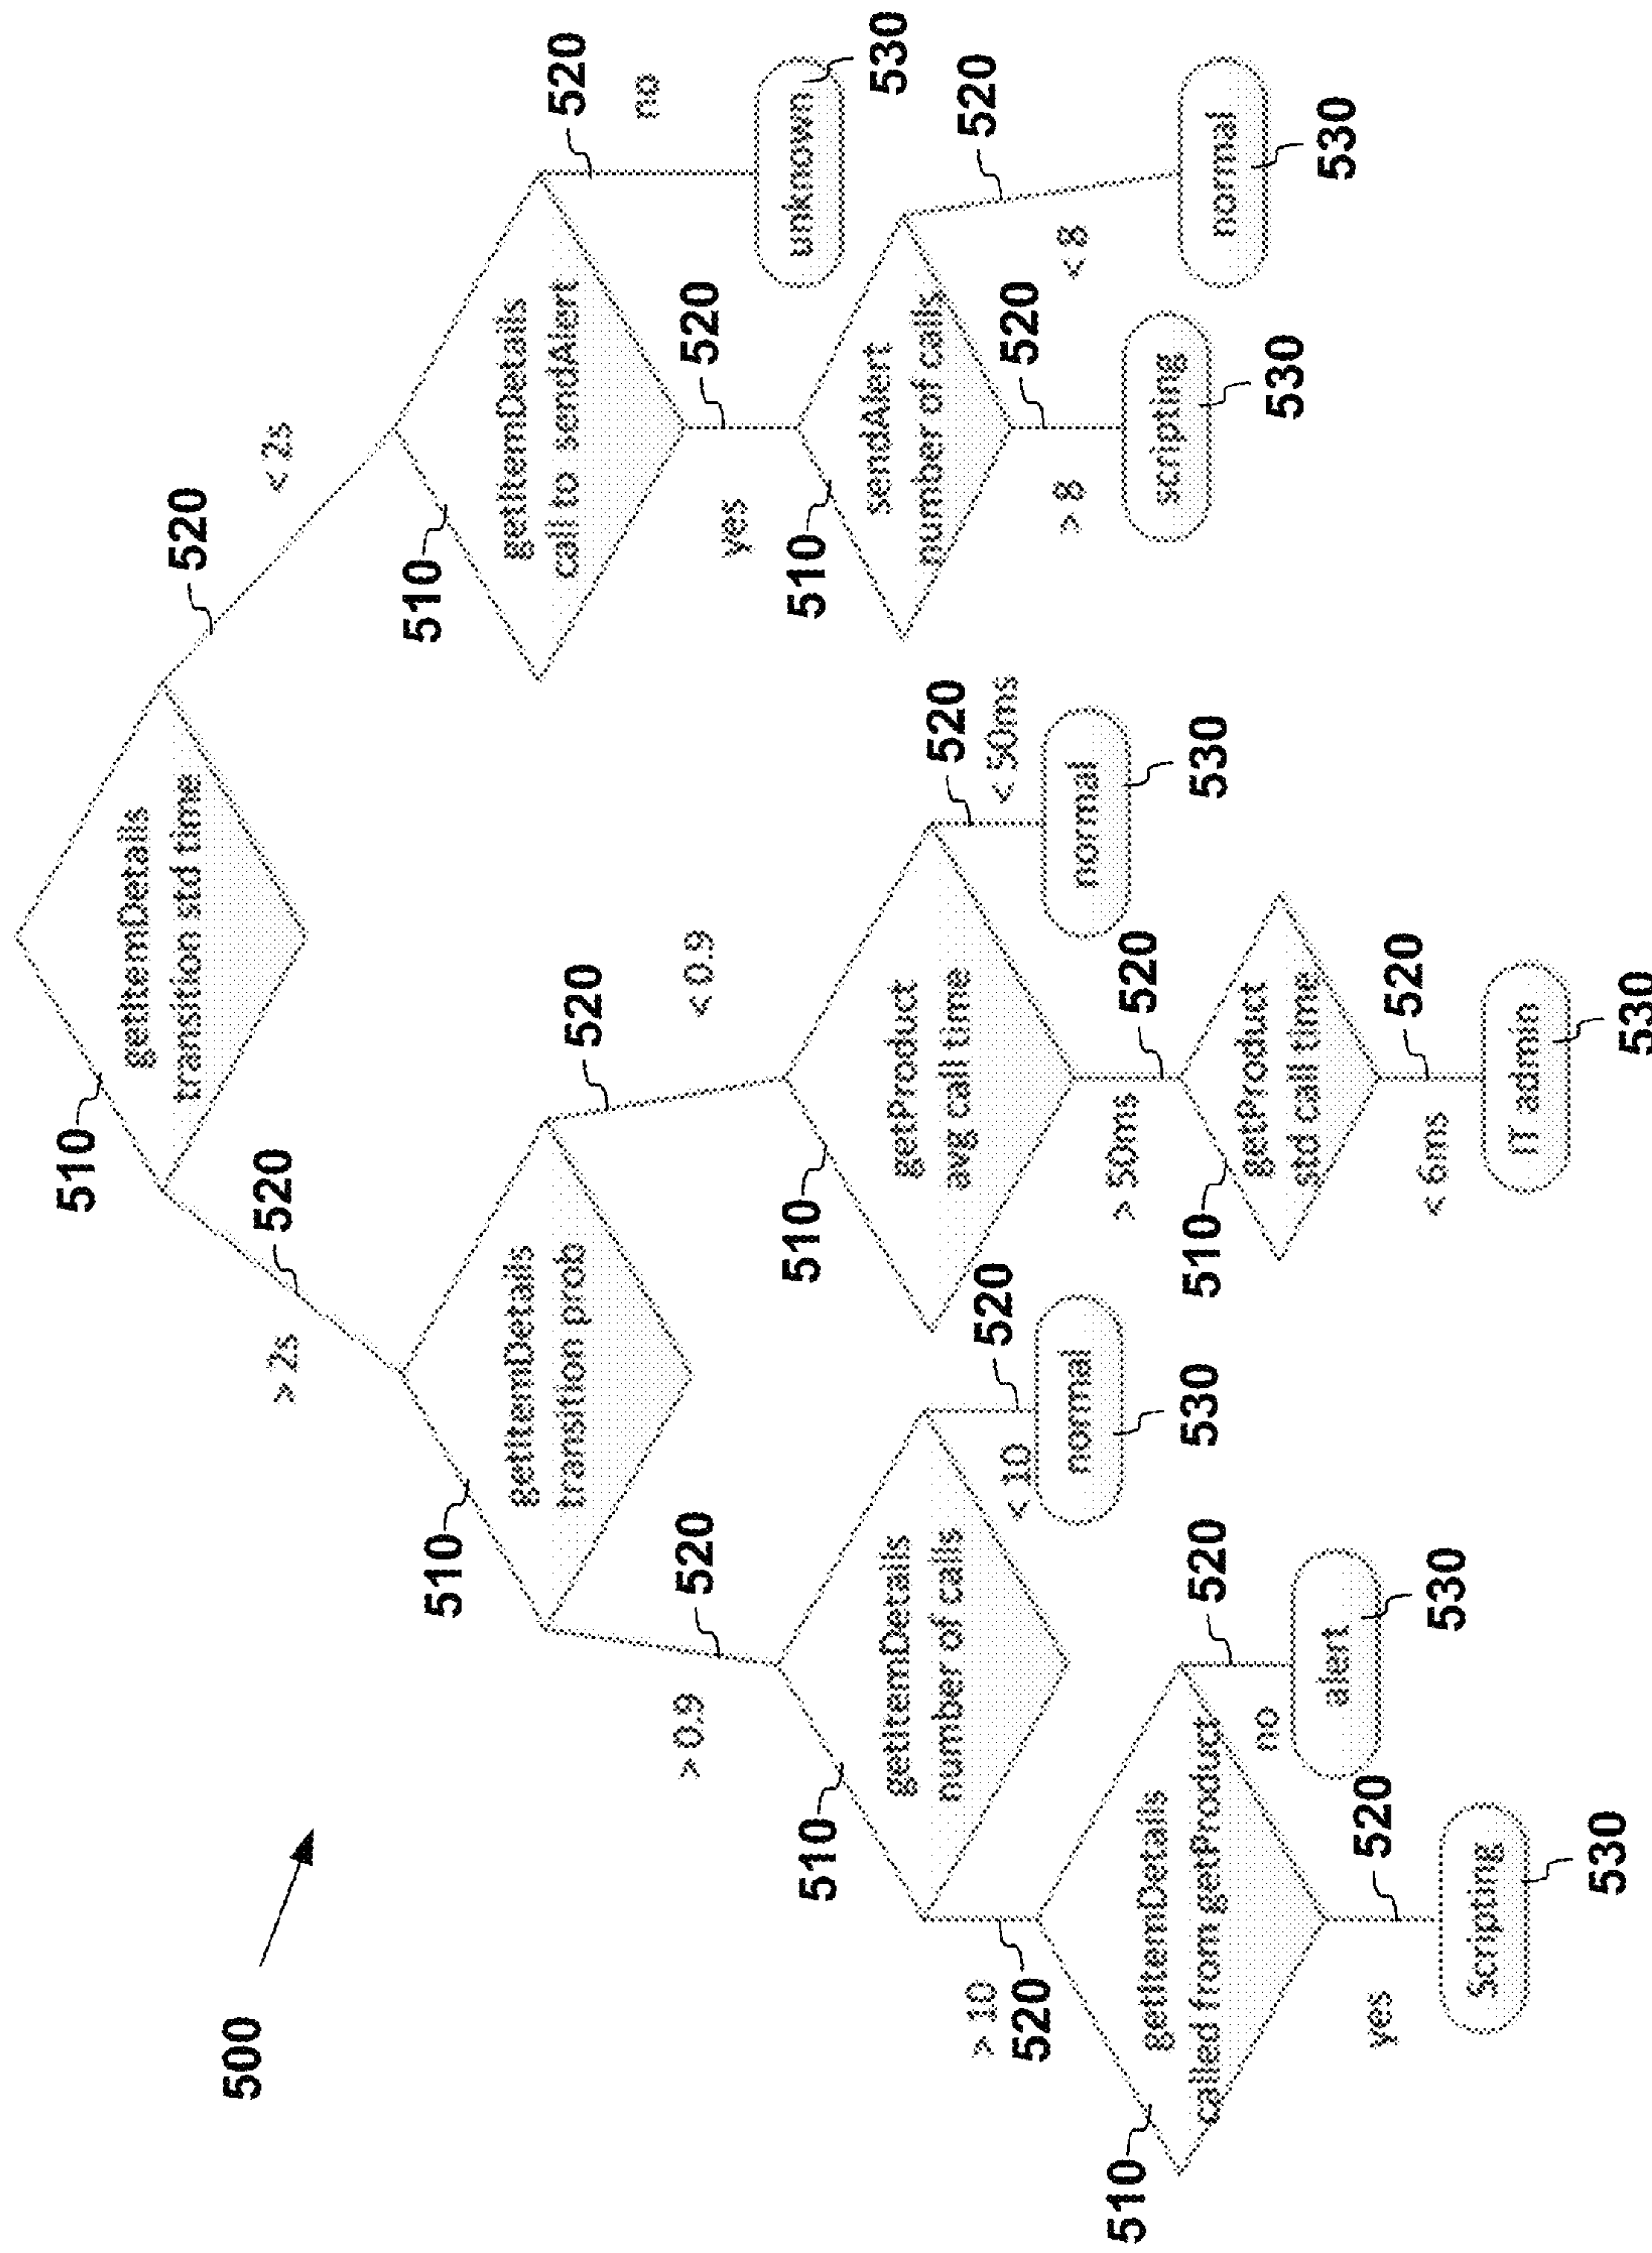 500
510
getItemDetails
transition std time
520
> 2s
520
< 2s
510
getItemDetails
transition prob
510
getItemDetails
call to sendAlert
520
no
520
> 0.9
520
< 0.9
520
yes
unknown
530
510
getItemDetails
number of calls
510
getProduct
avg call time
510
sendAlert
number of calls
> 10
520
520
< 10
normal
530
520
< 50ms
normal
530
520
> 8
520
< 8
scripting
530
normal
530
510
getItemDetails
called from getProduct
520
no
alert
530
520
> 50ms
510
getProduct
std call time
yes
520
Scripting
530
520
< 6ms
IT admin
530